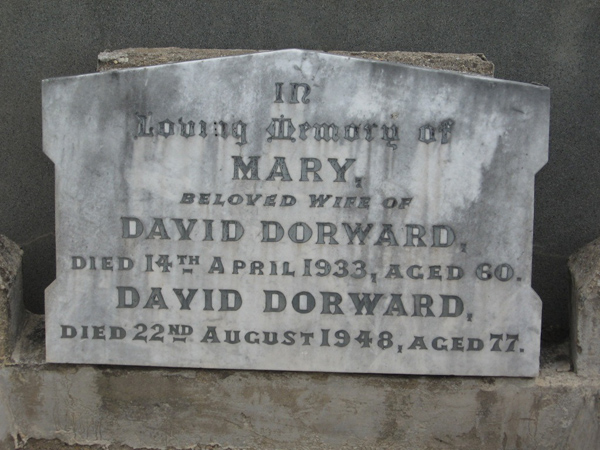 IN
Loving Memory of
MARY,
BELOVED WIFE OF
DAVID DORWARD,
DIED 14TH APRIL 1933, AGED 60.
DAVID DORWARD,
DIED 22ND AUGUST 1948, AGED 77.